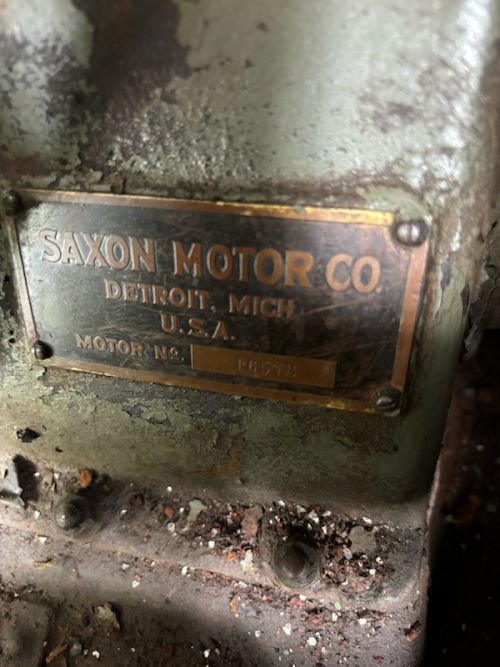 SAXON MOTOR CO.
DETROIT, MICH
U.S.A.
MOTOR No.